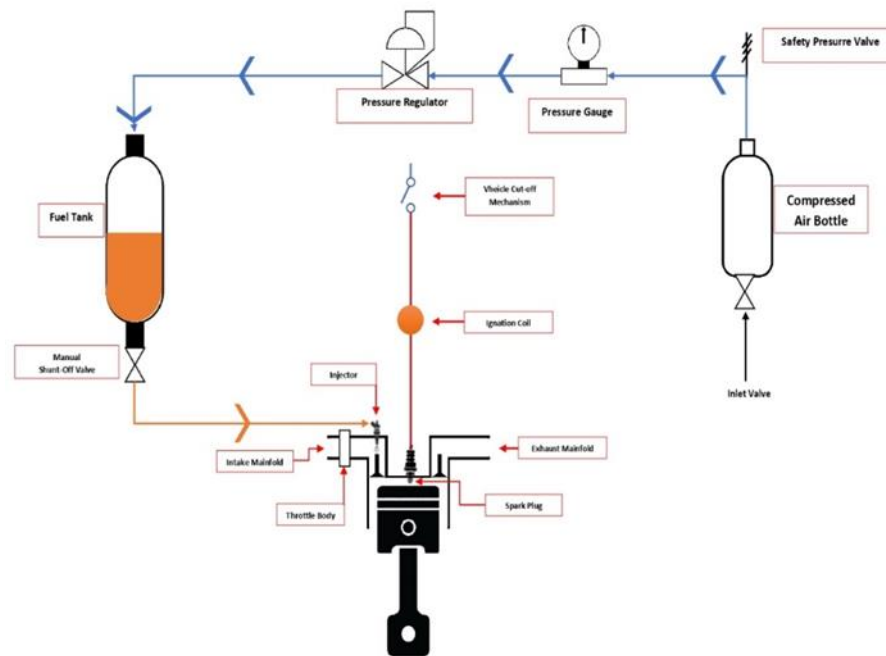 Safety Presurre Valve
Pressure Regulator
Pressure Gauge
Vheicle Cut-off
Mechanism
Fuel Tank
Compressed
Air Bottle
Ignation Coil
Manual
Shunt-Off Valve
Injector
Inlet Valve
Intake Mainfold
Exhaust Mainfold
Throttle Body
Spark Plug